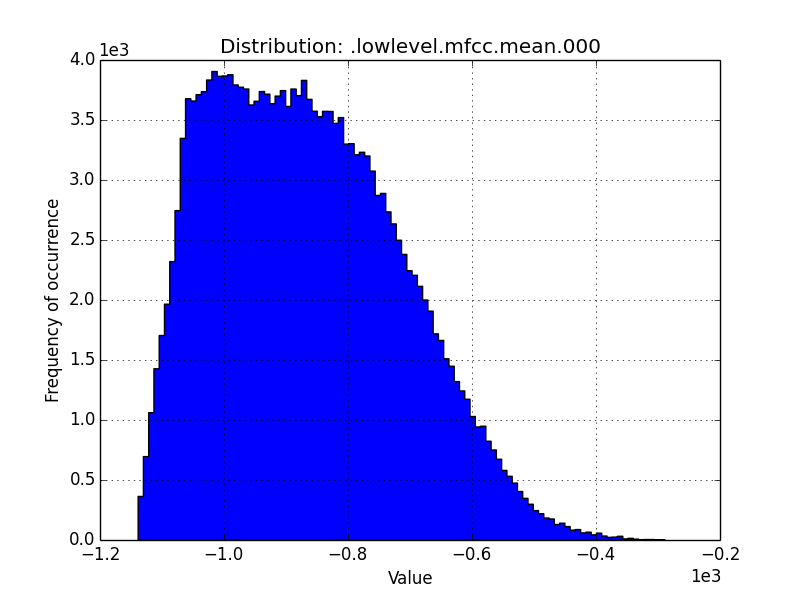 Distribution: .lowlevel.mfcc.mean.000
1e3
4.0
3.5
3.0
2.5
2.0
1.5
1.0
0.5
0.0
Frequency of occurrence
−1.2 −1.0 −0.8 −0.6 −0.4 −0.2
1e3
Value